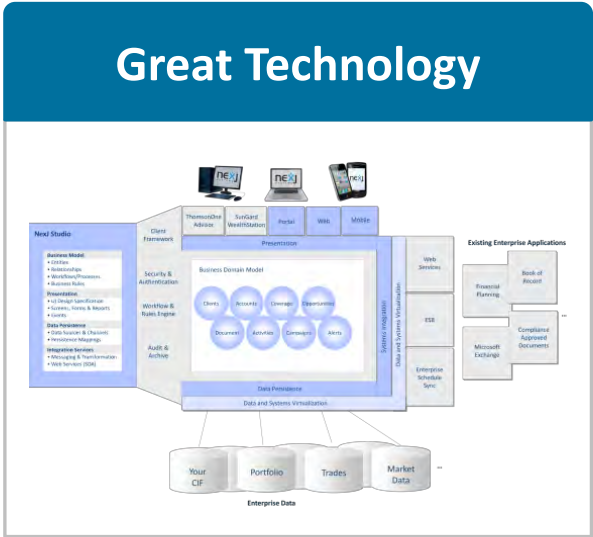 Great Technology
nexj
nexj
nexj
NexJ Studio
Business Model
• Entities
• Relationships
• Workflows/Processes
• Business Rules
Presentation
• UI Design Specification
• Screens, Forms & Reports
• Events
Data Persistence
• Data Sources & Channels
• Persistence Mappings
Integration Services
• Messaging & Transformation
• Web Services (SOA)
Client
Framework
Security &
Authentication
Workflow &
Rules Engine
Audit &
Archive
ThomsonOne
Advisor
SunGard
WealthStation
Portal
Web
Mobile
Presentation
Business Domain Model
Clients
Accounts
Coverage
Opportunities
Document
Activities
Campaigns
Alerts
Systems Integration
Data and Systems Virtualization
Data Persistence
Data and Systems Virtualization
Web
Services
ESB
Enterprise
Schedule
Sync
Existing Enterprise Applications
Financial
Planning
Book of
Record
Microsoft
Exchange
Compliance
Approved
Documents
...
Your
CIF
Portfolio
Trades
Market
Data
...
Enterprise Data